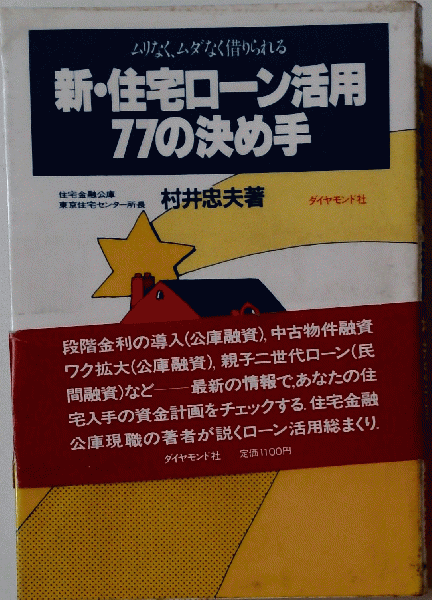 ムリなく、ムダなく借りられる
新・住宅ローン活用
77の決め手
住宅金融公庫
東京住宅センター所長
村井忠夫著
ダイヤモンド社
段階金利の導入(公庫融資), 中古物件融資
ワク拡大(公庫融資), 親子二世代ローン(民
間融資)など――最新の情報で, あなたの住
宅入手の資金計画をチェックする. 住宅金融
公庫現職の著者が説くローン活用総まくり.
ダイヤモンド社 定価1100円